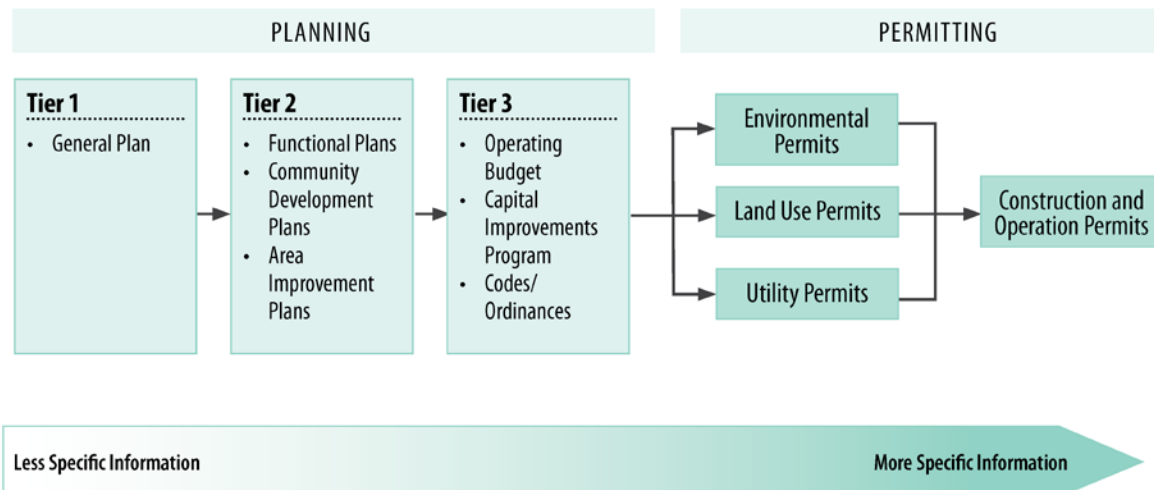 PLANNING
PERMITTING
Tier 1
• General Plan
Tier 2
• Functional Plans
• Community
Development
Plans
• Area
Improvement
Plans
Tier 3
• Operating
Budget
• Capital
Improvements
Program
• Codes/
Ordinances
Environmental
Permits
Land Use Permits
Utility Permits
Construction and
Operation Permits
Less Specific Information
More Specific Information